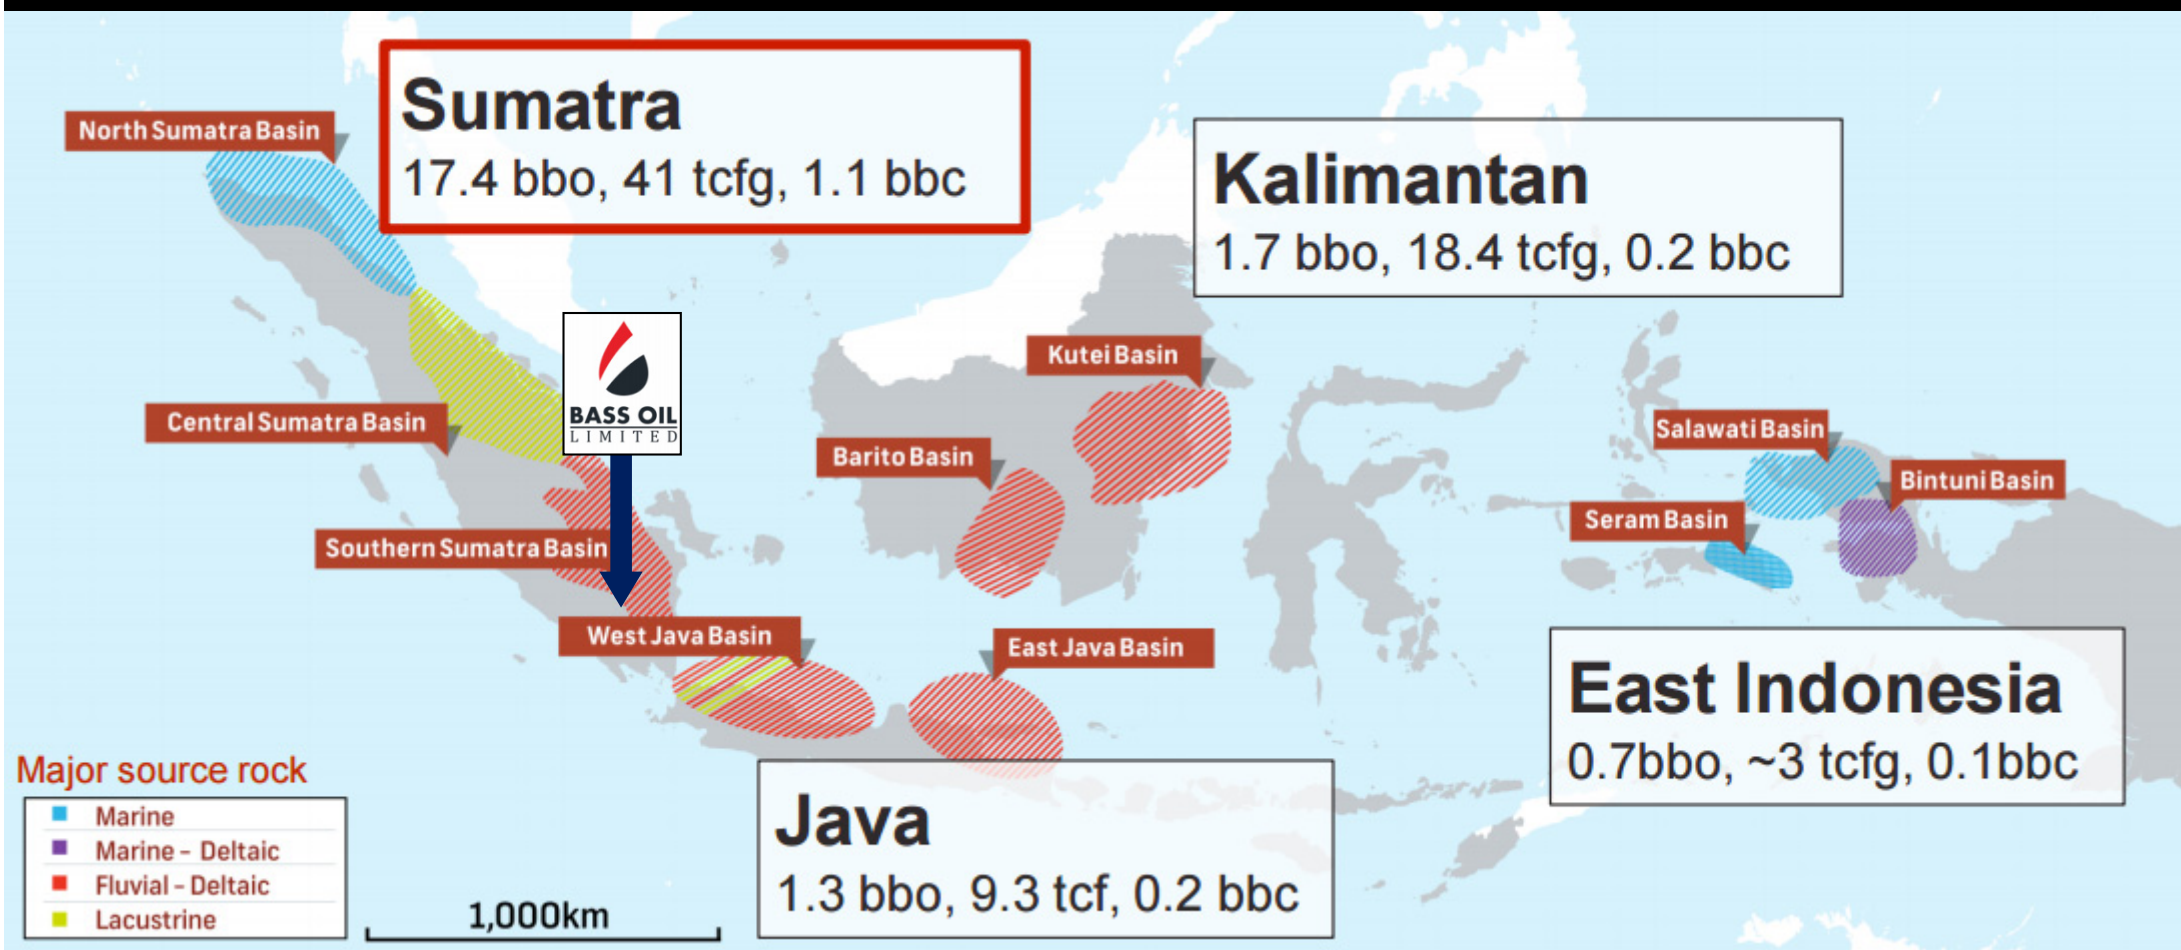 Sumatra
17.4 bbo, 41 tcfg, 1.1 bbc
North Sumatra Basin
Kalimantan
1.7 bbo, 18.4 tcfg, 0.2 bbc
BASS OIL
LIMITED
Kutei Basin
Central Sumatra Basin
Barito Basin
Salawati Basin
Bintuni Basin
Seram Basin
Southern Sumatra Basin
West Java Basin
East Java Basin
East Indonesia
0.7bbo, ~3 tcfg, 0.1bbc
Java
1.3 bbo, 9.3 tcf, 0.2 bbc
Major source rock
Marine
Marine - Deltaic
Fluvial - Deltaic
Lacustrine
1,000km